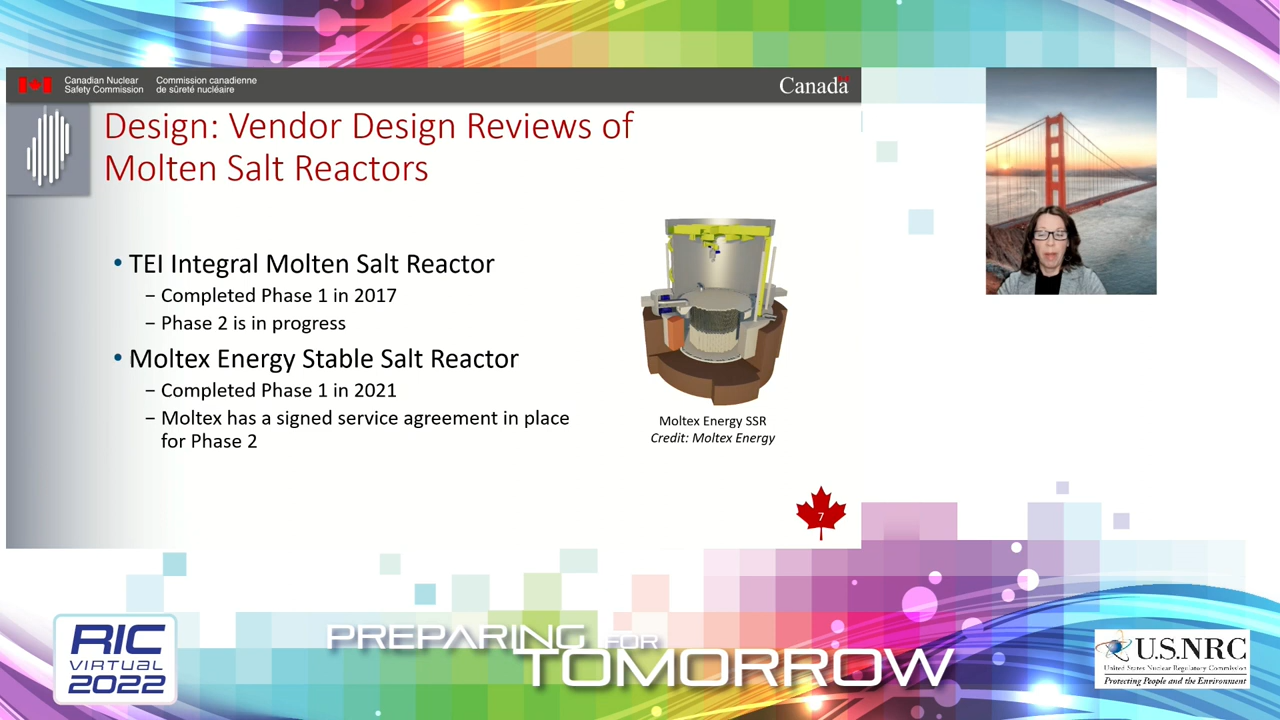 Canadian Nuclear Safety Commission
Commission canadienne de sûreté nucléaire
Canada
Design: Vendor Design Reviews of
Molten Salt Reactors
• TEI Integral Molten Salt Reactor
– Completed Phase 1 in 2017
– Phase 2 is in progress
• Moltex Energy Stable Salt Reactor
– Completed Phase 1 in 2021
– Moltex has a signed service agreement in place
for Phase 2
Moltex Energy SSR
Credit: Moltex Energy
7
RIC
VIRTUAL
2022
PREPARING FOR
TOMORROW
U.S.NRC
United States Nuclear Regulatory Commission
Protecting People and the Environment